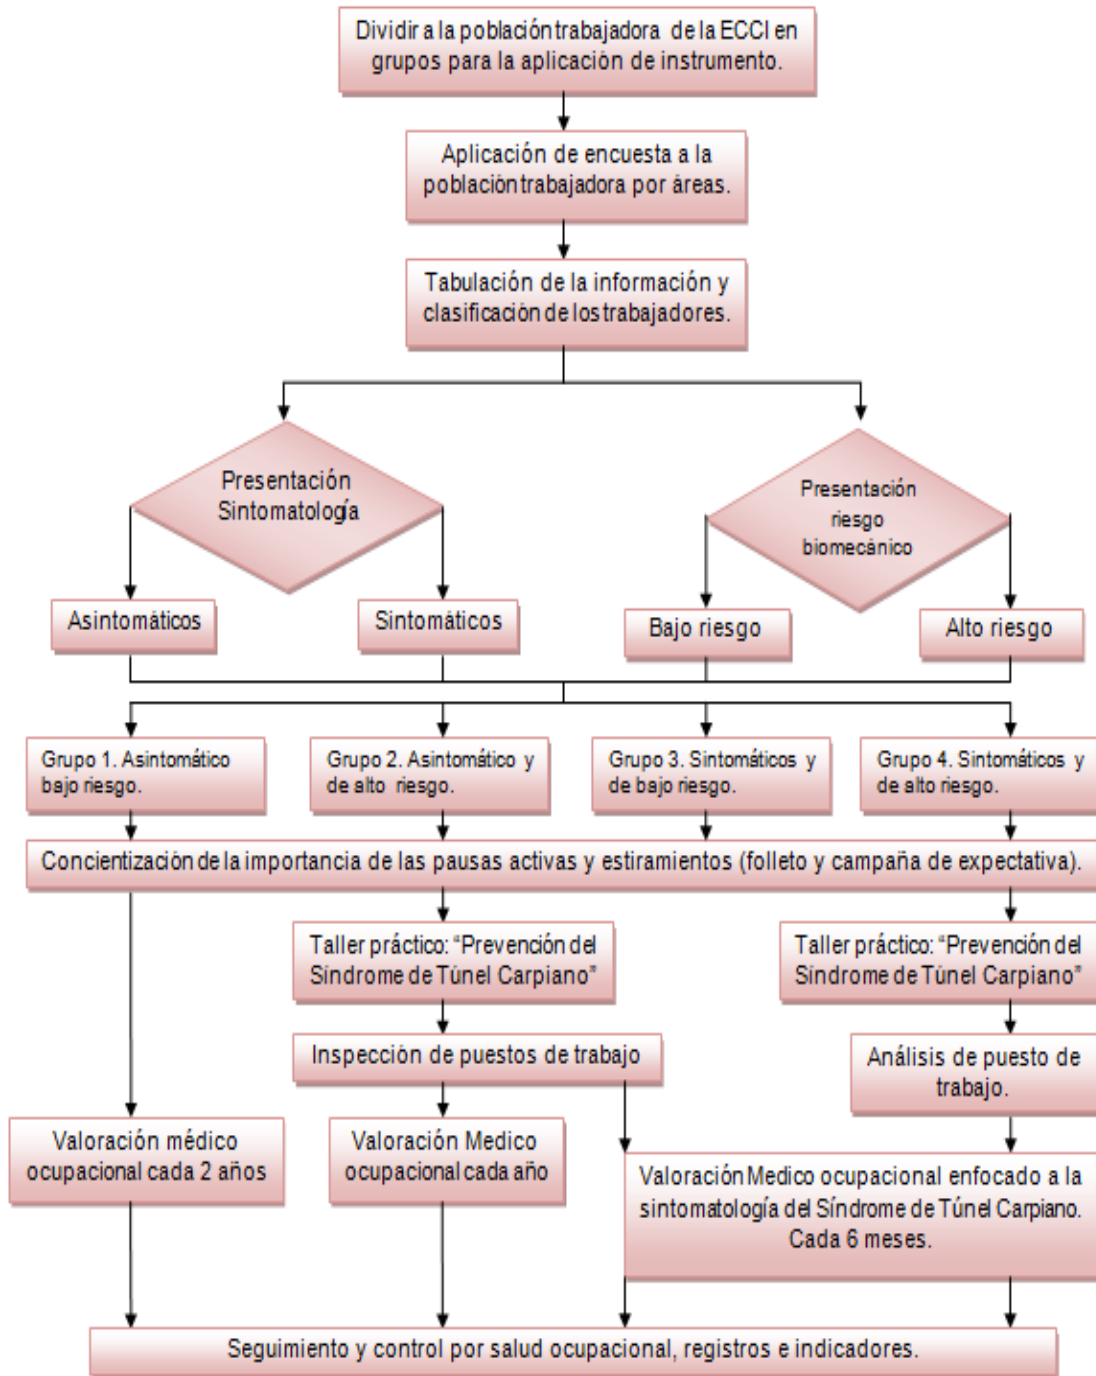 Dividir a la población trabajadora de la ECCI en
grupos para la aplicación de instrumento.
Aplicación de encuesta a la
población trabajadora por áreas.
Tabulación de la información y
clasificación de los trabajadores.
Presentación
Sintomatología
Presentación
riesgo
biomecánico
Asintomáticos
Sintomáticos
Bajo riesgo
Alto riesgo
Grupo 1. Asintomático
bajo riesgo.
Grupo 2. Asintomático y
de alto riesgo.
Grupo 3. Sintomáticos y
de bajo riesgo.
Grupo 4. Sintomáticos y
de alto riesgo.
Concientización de la importancia de las pausas activas y estiramientos (folleto y campaña de expectativa).
Taller práctico: “Prevención del
Síndrome de Túnel Carpiano”
Taller práctico: “Prevención del
Síndrome de Túnel Carpiano”
Inspección de puestos de trabajo
Análisis de puesto de
trabajo.
Valoración médico
ocupacional cada 2 años
Valoración Medico
ocupacional cada año
Valoración Medico ocupacional enfocado a la
sintomatología del Síndrome de Túnel Carpiano.
Cada 6 meses.
Seguimiento y control por salud ocupacional, registros e indicadores.